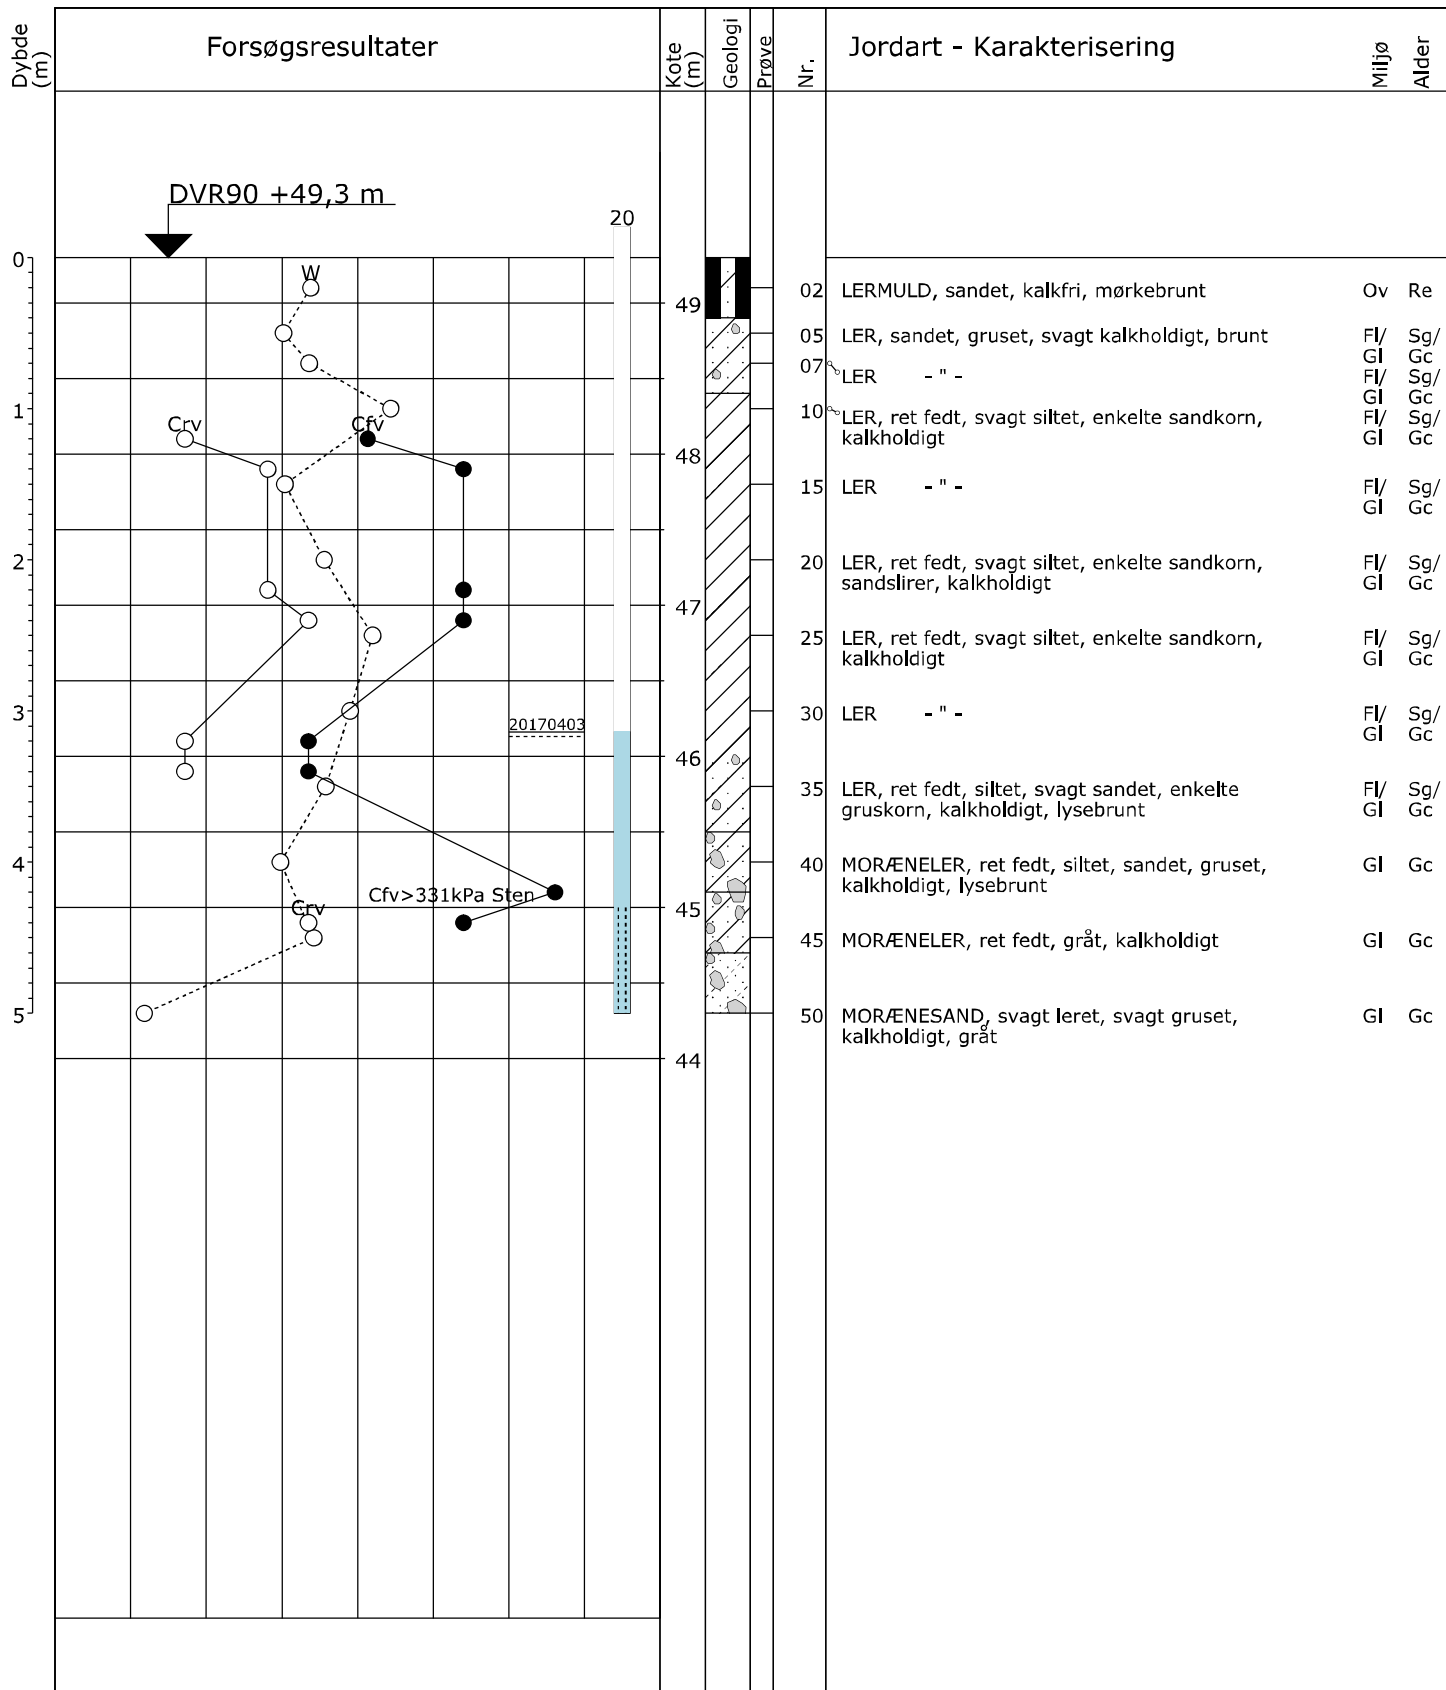 Dybde (m)
Forsøgsresultater
Kote (m)
Geologi
Prøve
Nr.
Jordart - Karakterisering
Miljø
Alder
DVR90 +49,3 m
20
0
W
49
02 LERMULD, sandet, kalkfri, mørkebrunt Ov Re
05 LER, sandet, gruset, svagt kalkholdigt, brunt Fl/ Sg/
Gl Gc
07 LER - " - Fl/ Sg/
Gl Gc
1
10 LER, ret fedt, svagt siltet, enkelte sandkorn, Fl/ Sg/
kalkholdigt Gl Gc
Crv
Cfv
48
15 LER - " - Fl/ Sg/
Gl Gc
2
20 LER, ret fedt, svagt siltet, enkelte sandkorn, Fl/ Sg/
sandslirer, kalkholdigt Gl Gc
47
25 LER, ret fedt, svagt siltet, enkelte sandkorn, Fl/ Sg/
kalkholdigt Gl Gc
3
30 LER - " - Fl/ Sg/
Gl Gc
20170403
46
35 LER, ret fedt, siltet, svagt sandet, enkelte Fl/ Sg/
gruskorn, kalkholdigt, lysebrunt Gl Gc
4
40 MORÆNELER, ret fedt, siltet, sandet, gruset, Gl Gc
kalkholdigt, lysebrunt
Cfv>331kPa Sten
Crv
45
45 MORÆNELER, ret fedt, gråt, kalkholdigt Gl Gc
5
50 MORÆNESAND, svagt leret, svagt gruset, Gl Gc
kalkholdigt, gråt
44